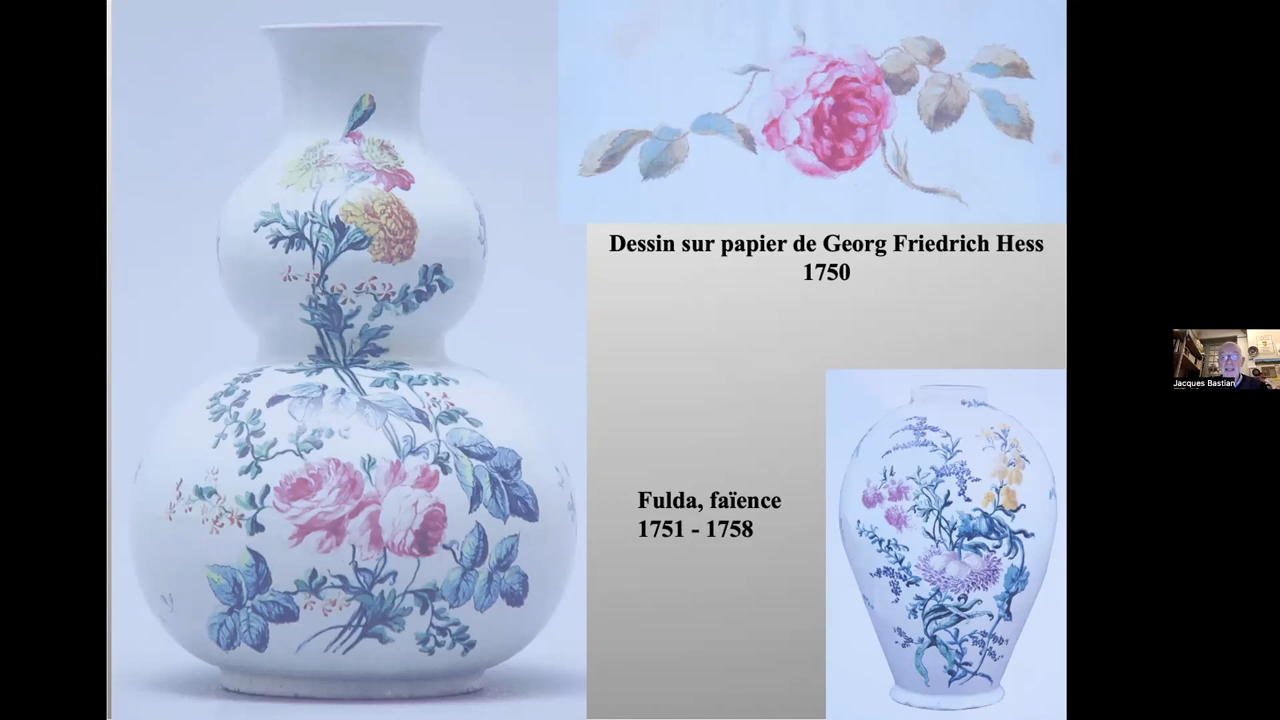 Dessin sur papier de Georg Friedrich Hess
1750
Fulda, faïence
1751 - 1758
Jacques Bastian